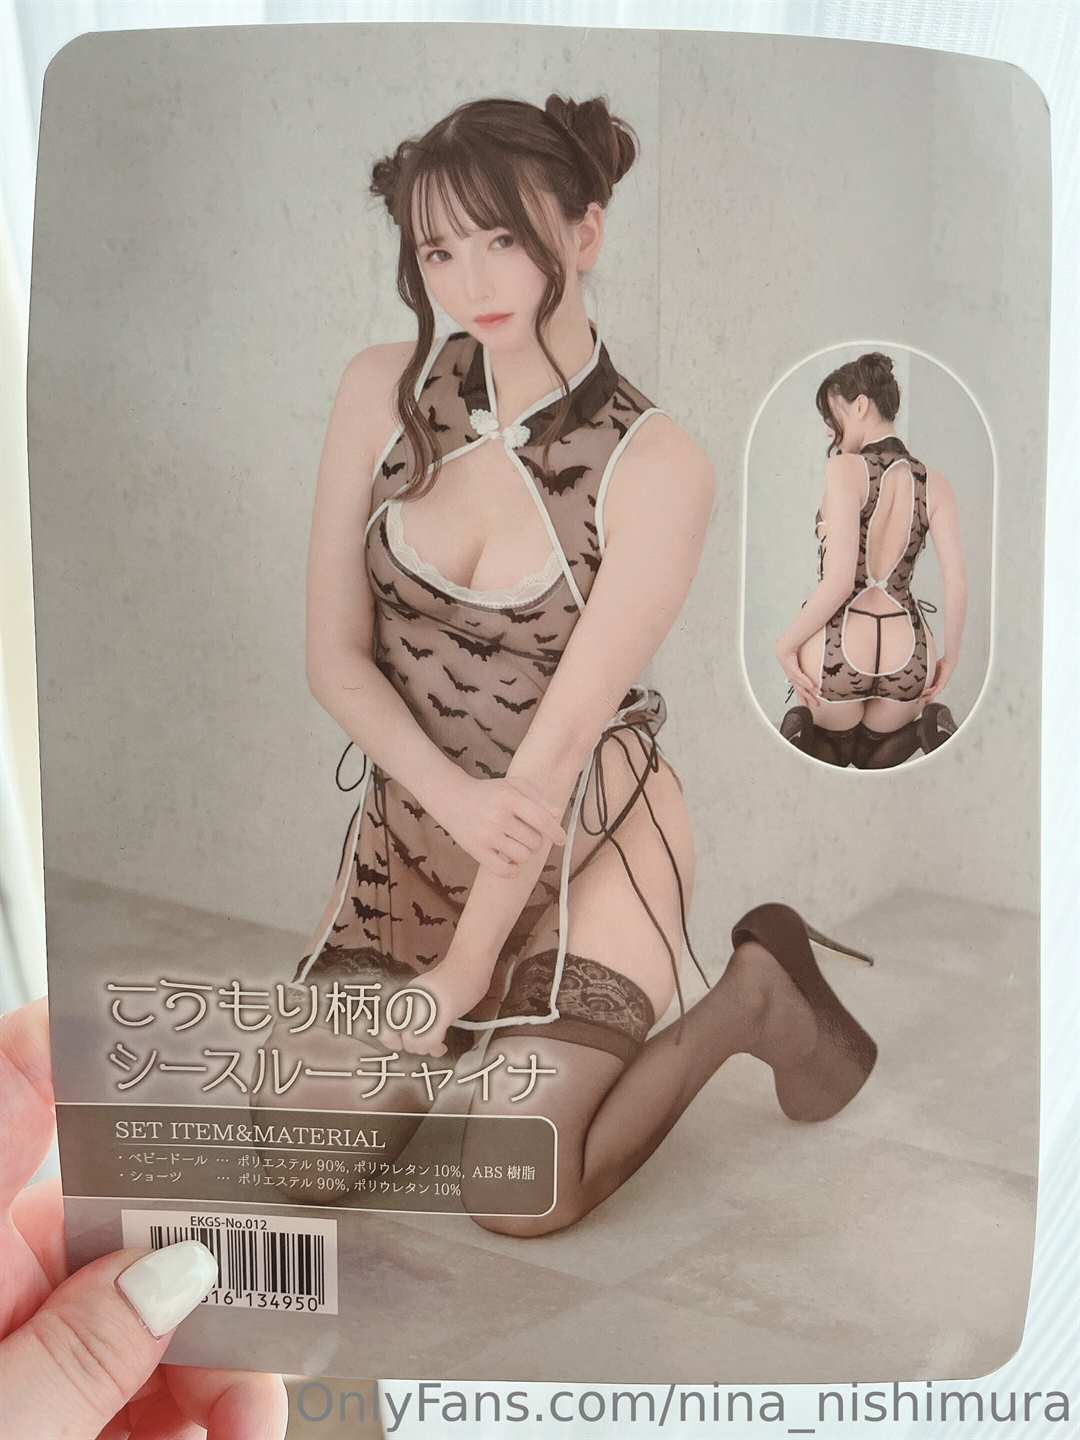 こうもり柄の
シースルーチャイナ
SET ITEM&MATERIAL
・ベビードール … ポリエステル 90%, ポリウレタン 10%, ABS 樹脂
・ショーツ … ポリエステル 90%, ポリウレタン 10%
EKGS-No.012
16 134950
OnlyFans.com/nina_nishimura